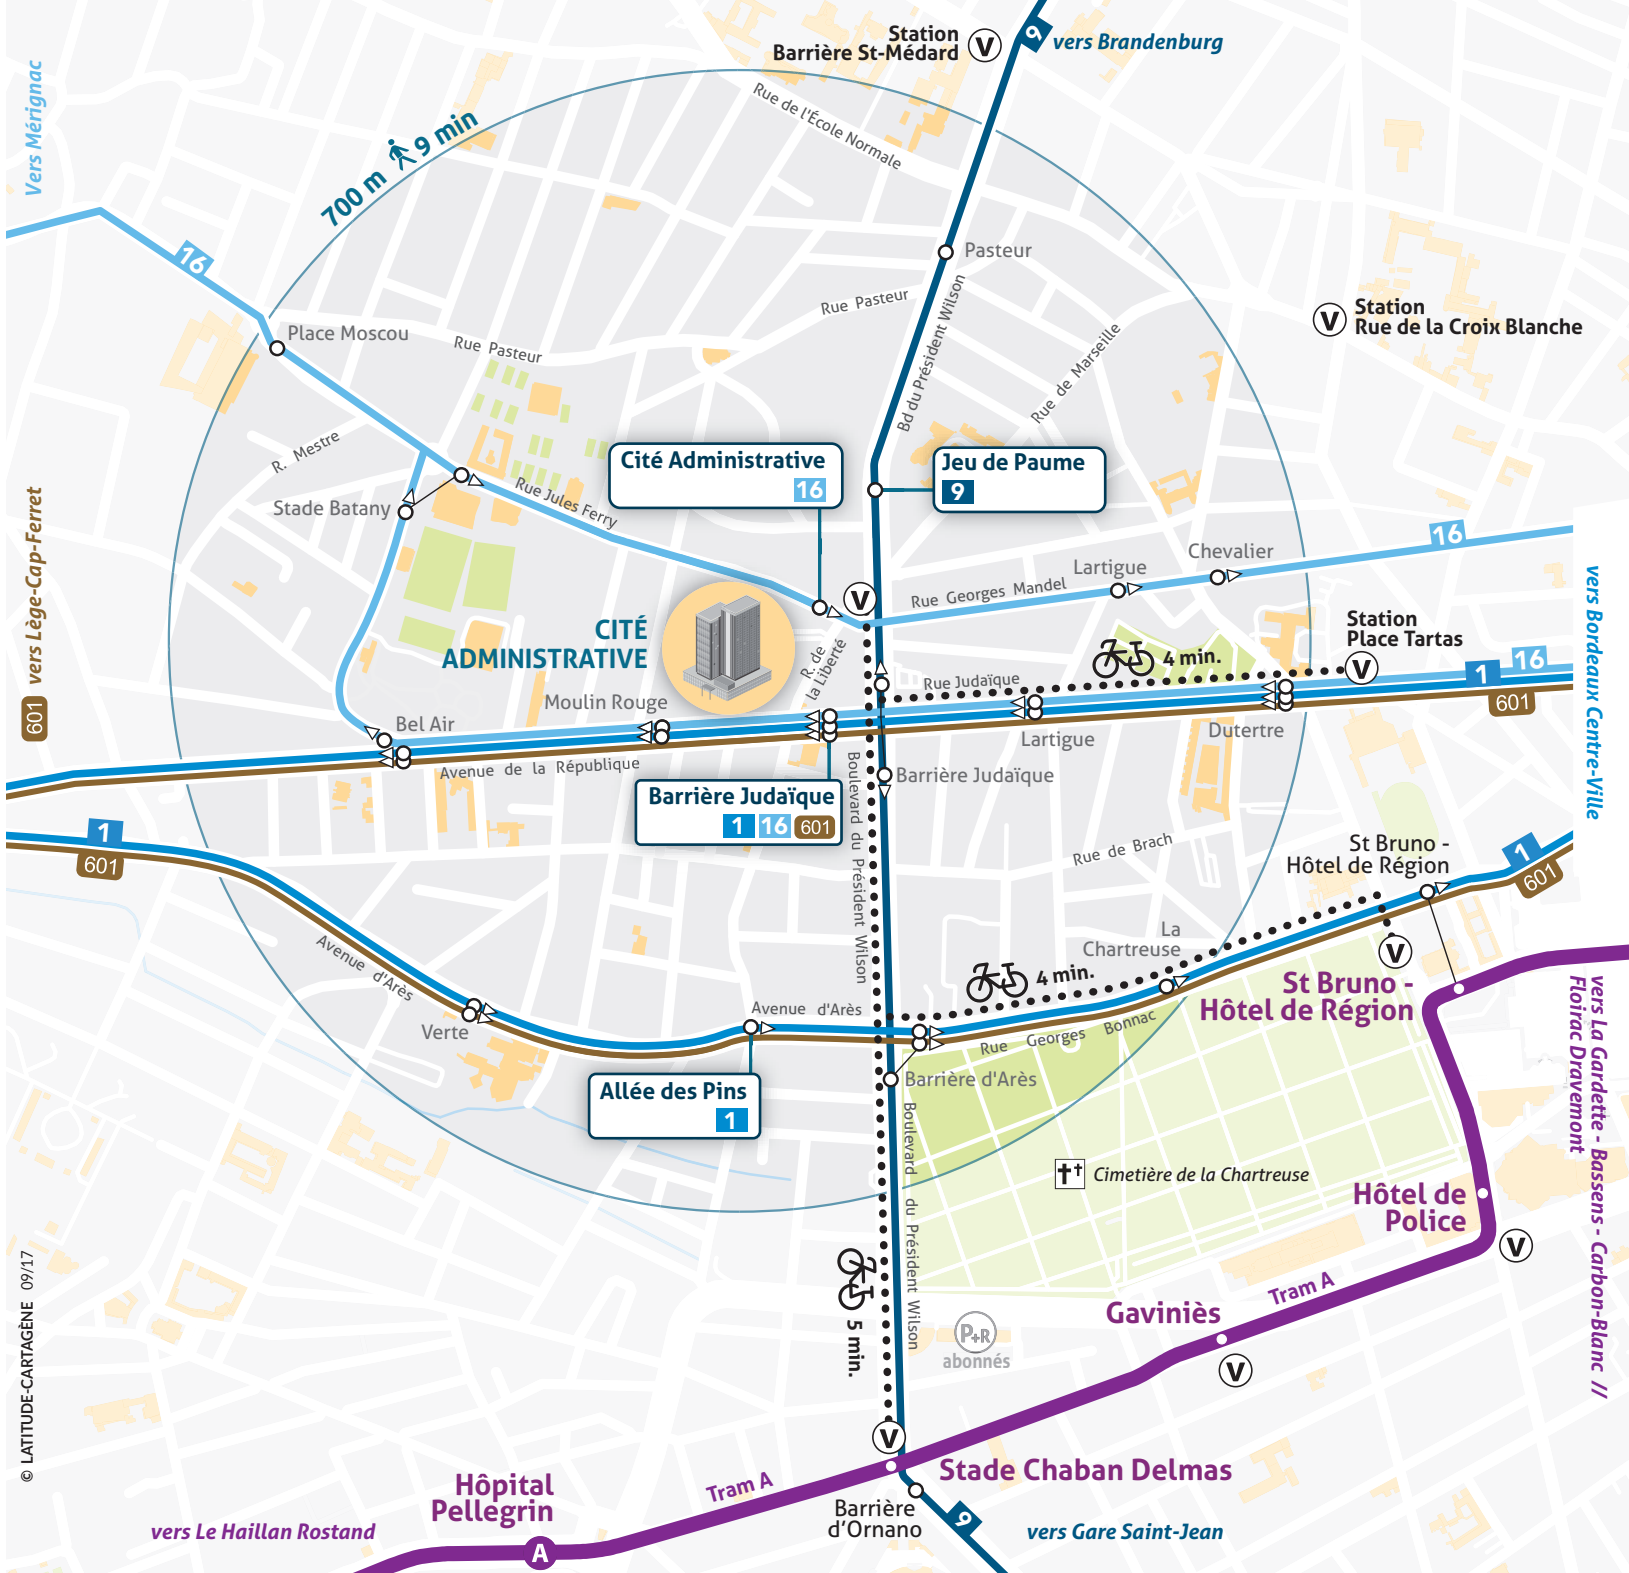 Station
Barrière St-Médard
V
9
vers Brandenburg
Vers Mérignac
700 m
9 min
Rue de l'École Normale
16
Pasteur
Rue Pasteur
Bd du Président Wilson
V
Station
Rue de la Croix Blanche
Place Moscou
Rue Pasteur
Rue de Marseille
R. Mestre
Cité Administrative
16
Jeu de Paume
9
Stade Batany
Rue Jules Ferry
601
vers Lège-Cap-Ferret
16
Chevalier
Lartigue
Rue Georges Mandel
V
CITÉ
ADMINISTRATIVE
R. de
la Liberté
Station
Place Tartas
V
4 min.
Rue Judaïque
1
16
601
vers Bordeaux Centre-Ville
Moulin Rouge
Bel Air
Lartigue
Dutertre
Avenue de la République
Barrière Judaïque
Barrière Judaïque
1
16
601
Boulevard du Président Wilson
1
601
Rue de Brach
St Bruno -
Hôtel de Région
1
601
Avenue d'Arès
La
Chartreuse
V
4 min.
St Bruno -
Hôtel de Région
Verte
Avenue d'Arès
Rue Georges Bonnac
Allée des Pins
1
Barrière d'Arès
Boulevard du Président Wilson
Cimetière de la Chartreuse
Hôtel de
Police
V
vers La Gardette - Bassens - Carbon-Blanc //
Floirac Dravemont
5 min.
Tram A
Gaviniès
V
P+R
abonnés
V
Stade Chaban Delmas
Hôpital
Pellegrin
Tram A
A
vers Le Haillan Rostand
Barrière
d'Ornano
9
vers Gare Saint-Jean
© LATITUDE-CARTAGÈNE 09/17